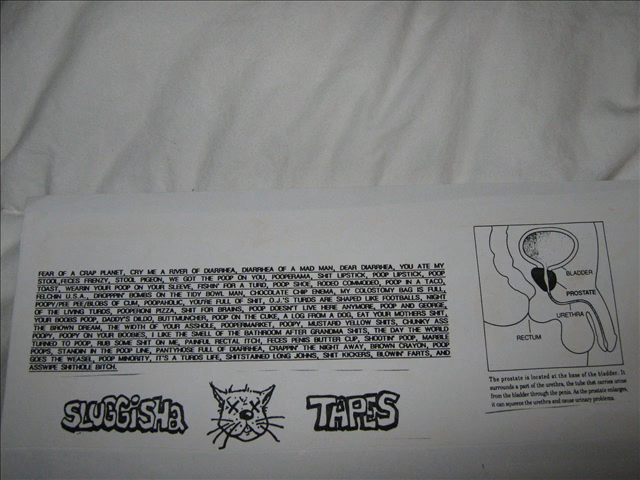 FEAR OF A CRAP PLANET, CRY ME A RIVER OF DIARRHEA, DIARRHEA OF A MAD MAN, DEAR DIARRHEA, YOU ATE MY
STOOL,FECES FRENZY, STOOL PIGEON, WE GOT THE POOP ON YOU, POOPERAMA, SHIT LIPSTICK, POOP LIPSTICK, POOP
TOAST, WEARIN' POOP ON YOUR SLEEVE, FISHIN' FOR A TURD, POOP SHOE, RODEO COMMODEO, POOP IN A TACO,
FELCHIN U.S.A., DROPPIN' BOMBES ON THE TIDY BOWL MAN, CHOCOLATE CHIP ENEMA, MY COLOSTOMY BAG IS FULL,
POOPY/PEE PEE/BLOBS OF CUM, POOPAHOLIC, YOU'RE FULL OF SHIT, O.J.'S TURDS ARE SHAPED LIKE FOOTBALLS, NIGHT
OF THE LIVING TURDS, POOPERONI PIZZA, SHIT FOR BRAINS, POOP DOESN'T LIVE HERE ANYMORE, POOP AND GEORGE,
YOUR BOOBS POOP, DADDY'S DILDO, BUTTMUNCHER, POOP ON THE CUKE, A LOG FROM A DOG, EAT YOUR MOTHERS SHIT,
THE BROWN DREAM, THE WIDTH OF YOUR ASSHOLE, POOPERMARKET, POOPY, MUSTARD YELLOW SHITS, CHUNKY ASS
POOPY, POOPY ON YOUR BOOBIES, I LIKE THE SMELL OF THE BATHROOM AFTER GRANDMA SHITS, THE DAY THE WORLD
TURNED TO POOP, RUB SOME SHIT ON ME, PAINFUL RECTAL ITCH, FECES PENIS BUTTER CUP, SHOOTIN' POOP, MARBLE
POOPS, STANDIN IN THE POOP LINE, PANTYHOSE FULL OF DIARRHEA, CRAPPIN' THE NIGHT AWAY, BROWN CRAYON, POOP
GOES THE WEASEL, POOP MINORITY, IT'S A TURDS LIFE, SHITSTAINED LONG JOHNS, SHIT KICKERS, BLOWIN' FARTS, AND
ASSWIPE SHITHOLE BITCH.
SLUGGISHA TAPES
BLADDER
PROSTATE
URETHRA
RECTUM
The prostate is located at the base of the bladder. It
surrounds a part of the urethra, the tube that carries urine
from the bladder through the penis. As the prostate enlarges,
it can squeeze the urethra and cause urinary problems.